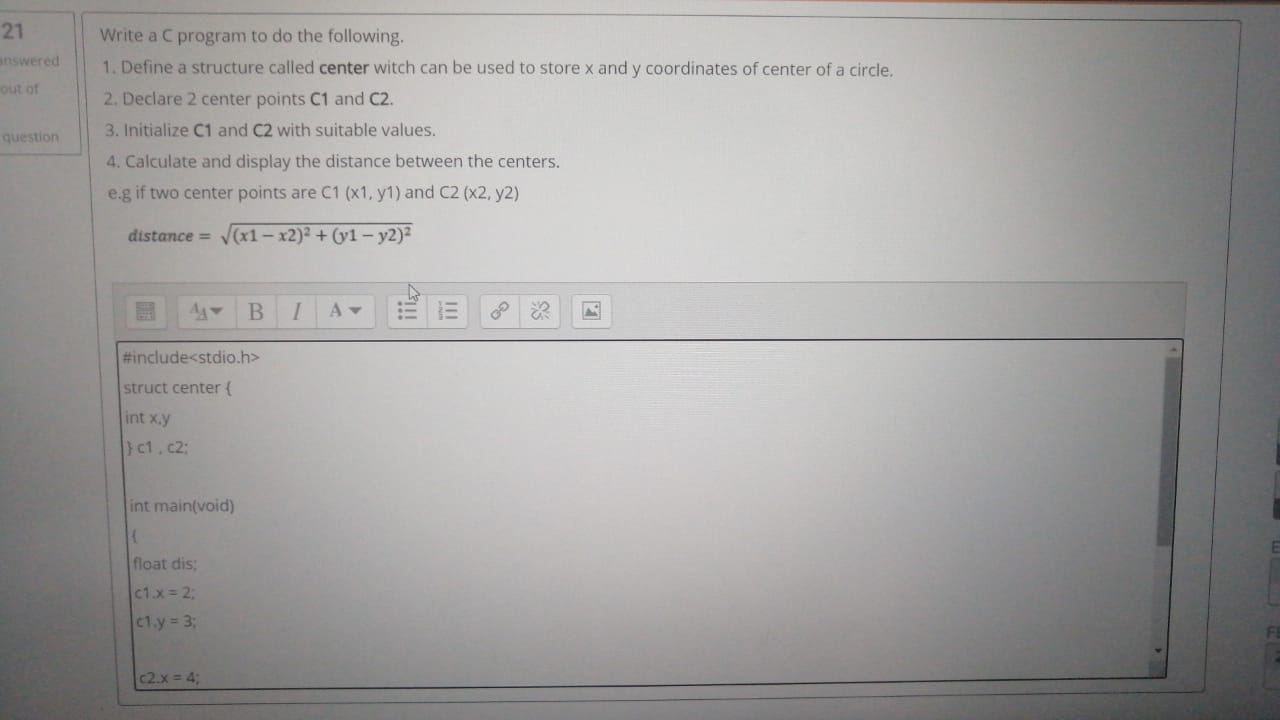 21
answered
out of
question
Write a C program to do the following.
1. Define a structure called center witch can be used to store x and y coordinates of center of a circle.
2. Declare 2 center points C1 and C2.
3. Initialize C1 and C2 with suitable values.
4. Calculate and display the distance between the centers.
e.g if two center points are C1 (x1, y1) and C2 (x2, y2)
distance = √(x1 − x2)² + (y1 − y2)²
B I A
#include<stdio.h>
struct center {
int x,y
} c1 , c2;
int main(void)
{
float dis;
c1.x = 2;
c1.y = 3;
c2.x = 4;